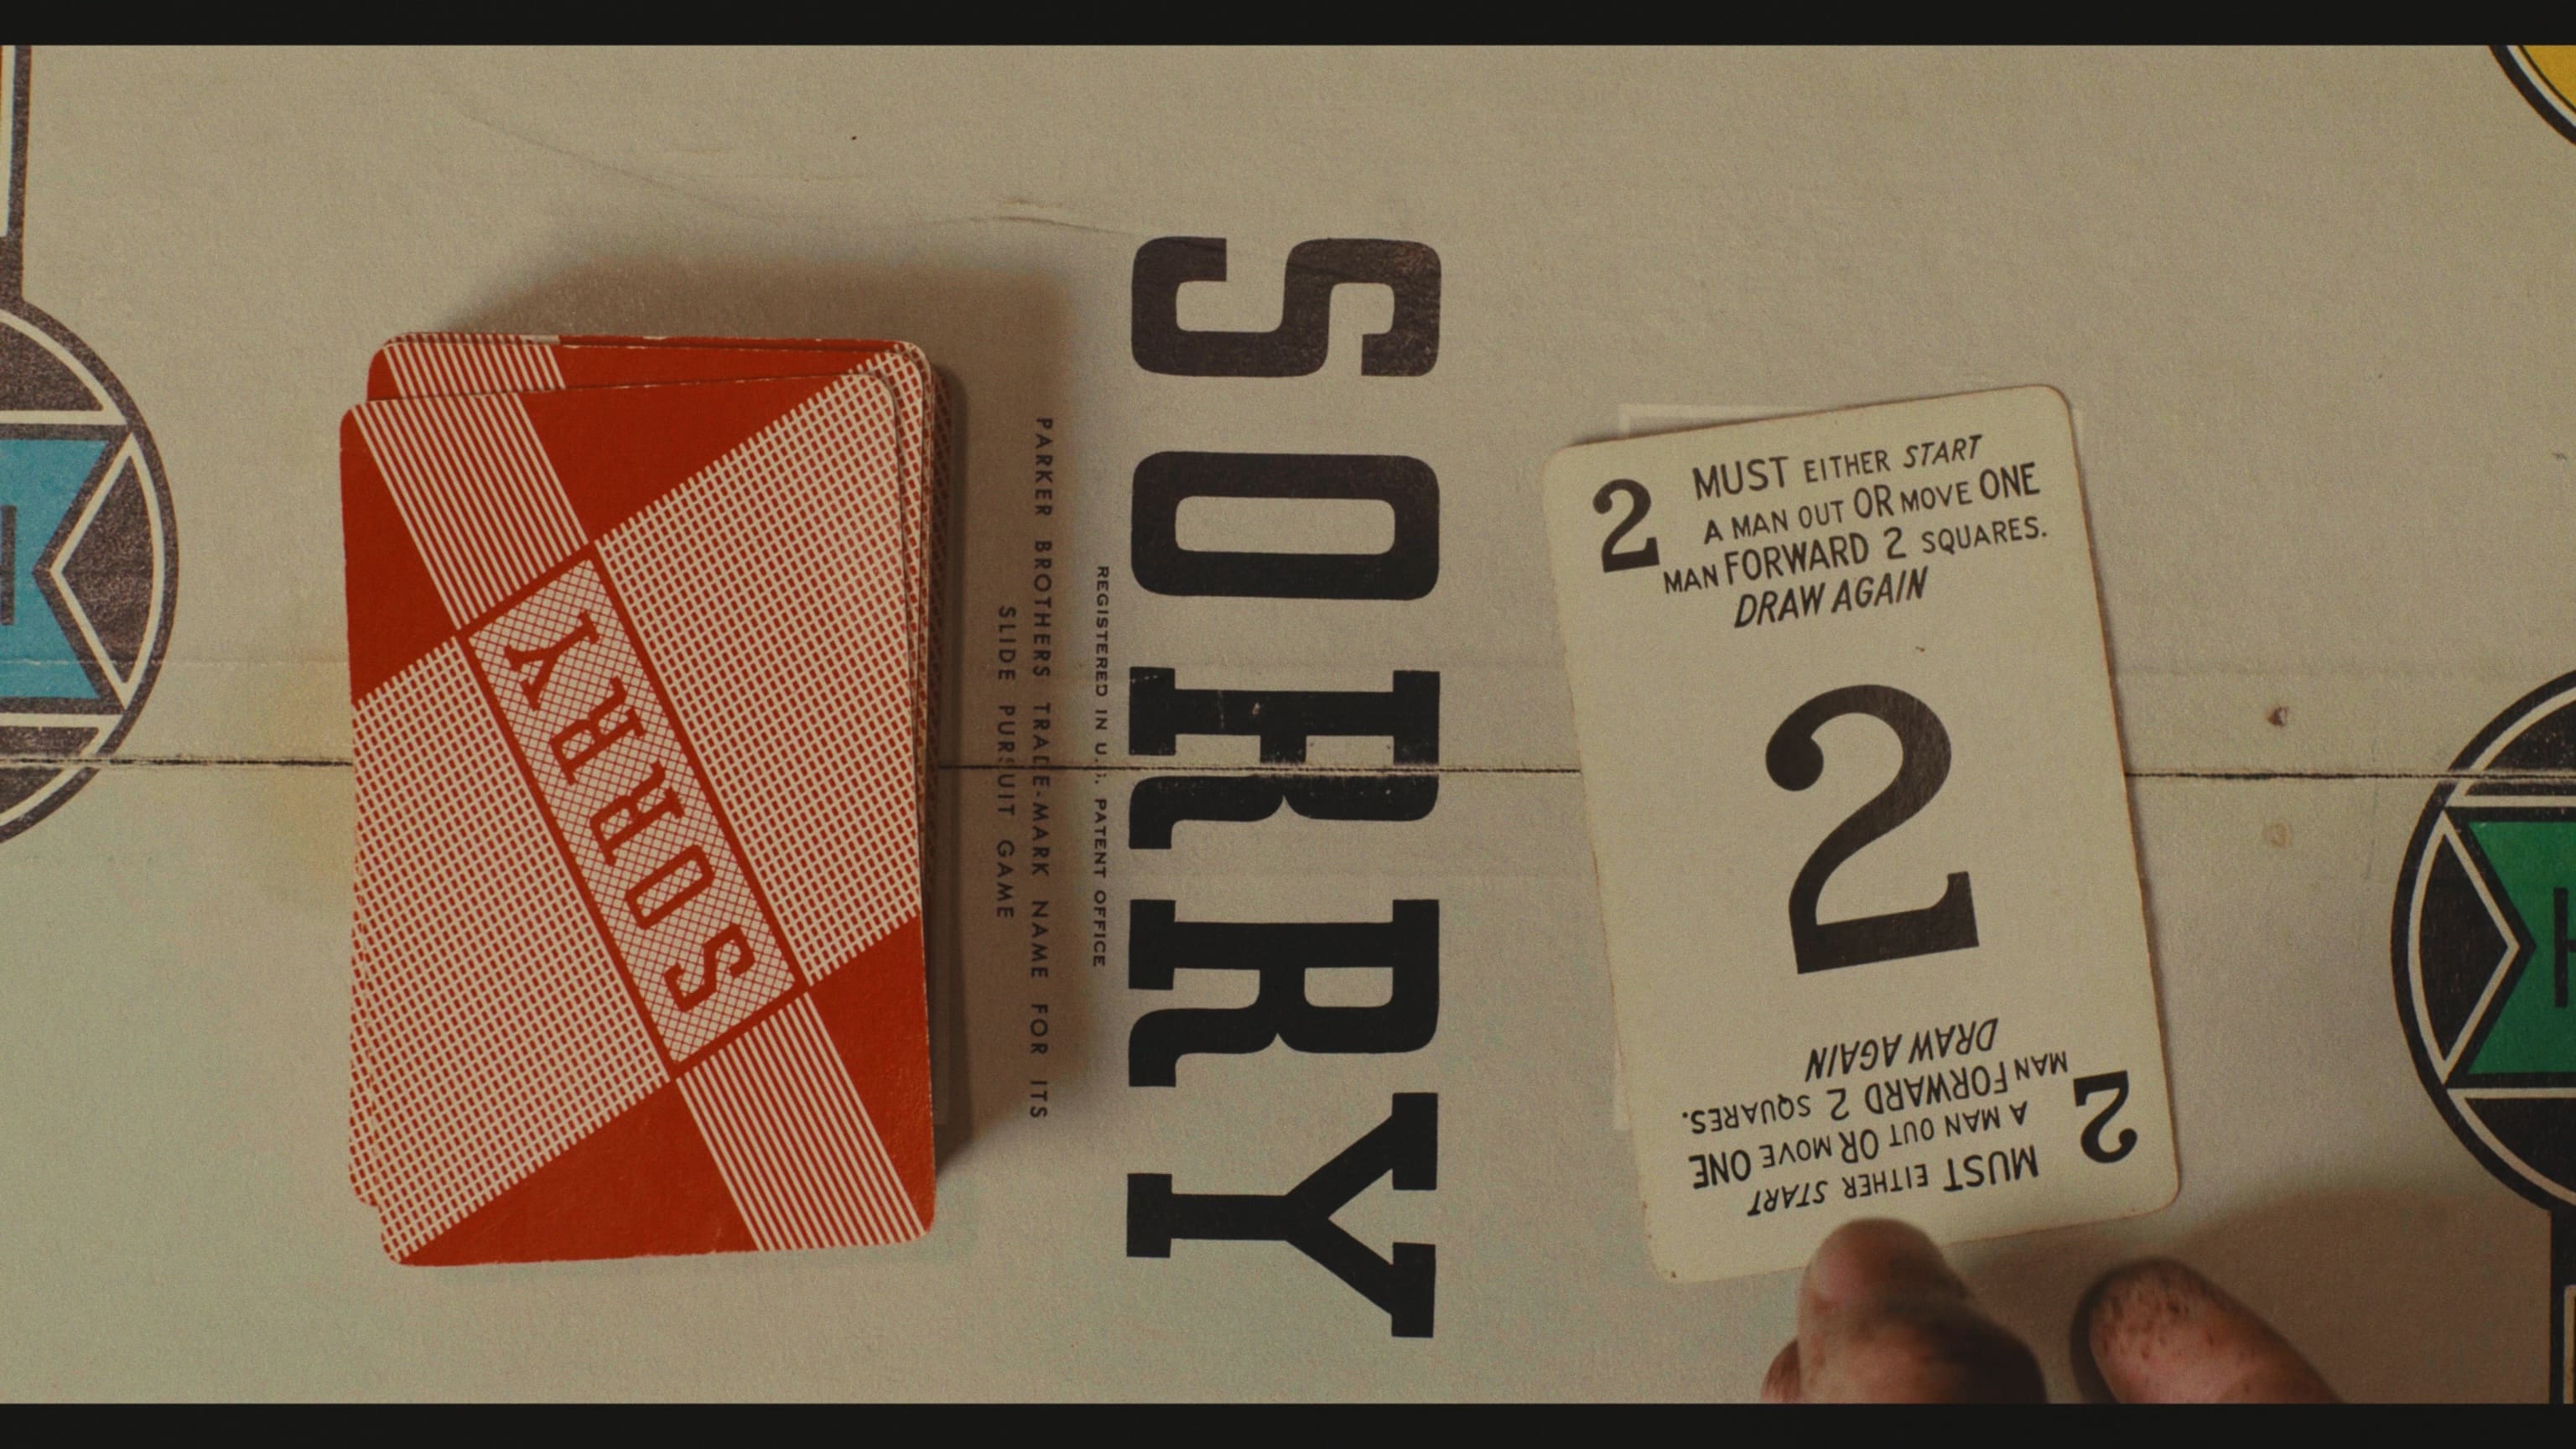 SORRY
SLIDE PURSUIT GAME
PARKER BROTHERS TRADE-MARK NAME FOR ITS
REGISTERED IN U.S. PATENT OFFICE
SORRY
2
MUST EITHER START
A MAN OUT OR MOVE ONE
MAN FORWARD 2 SQUARES.
DRAW AGAIN
2
2
MUST EITHER START
A MAN OUT OR MOVE ONE
MAN FORWARD 2 SQUARES.
DRAW AGAIN